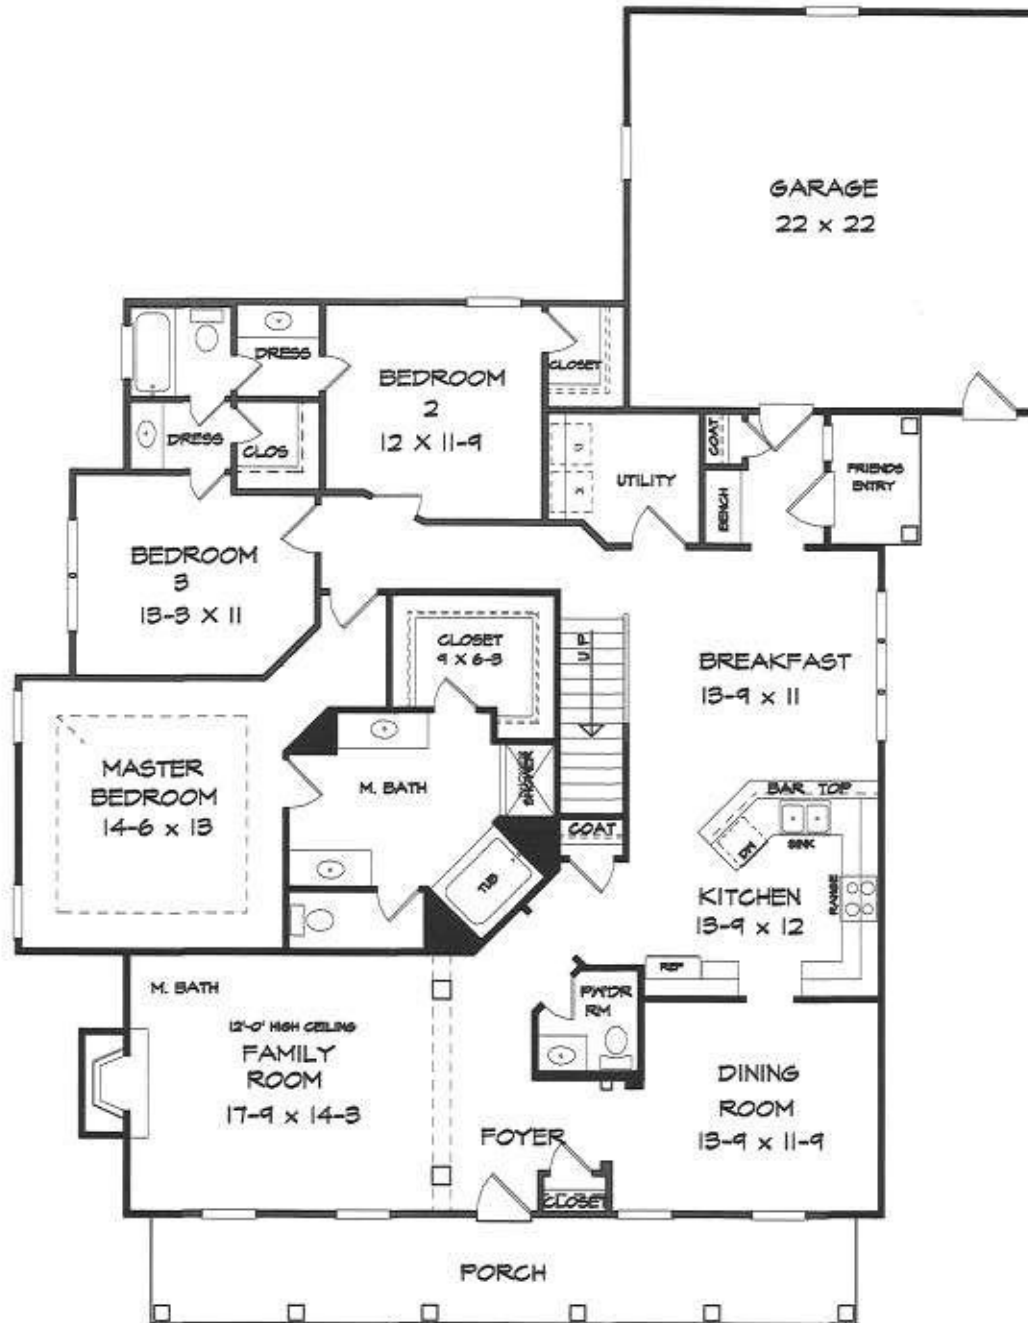 GARAGE
22 x 22
DRESS
BEDROOM
2
12 X 11-9
CLOSET
DRESS
CLOS
COAT
UTILITY
BENCH
FRIENDS
ENTRY
BEDROOM
3
13-3 X 11
CLOSET
9 X 6-3
UP
BREAKFAST
13-9 x 11
MASTER
BEDROOM
14-6 x 13
M. BATH
SHOWER
BAR TOP
SINK
DW
COAT
TUB
KITCHEN
13-9 x 12
RANGE
REF
M. BATH
PWDR
RM
12'-0" HIGH CEILING
FAMILY
ROOM
17-9 x 14-3
DINING
ROOM
13-9 x 11-9
FOYER
CLOSET
PORCH